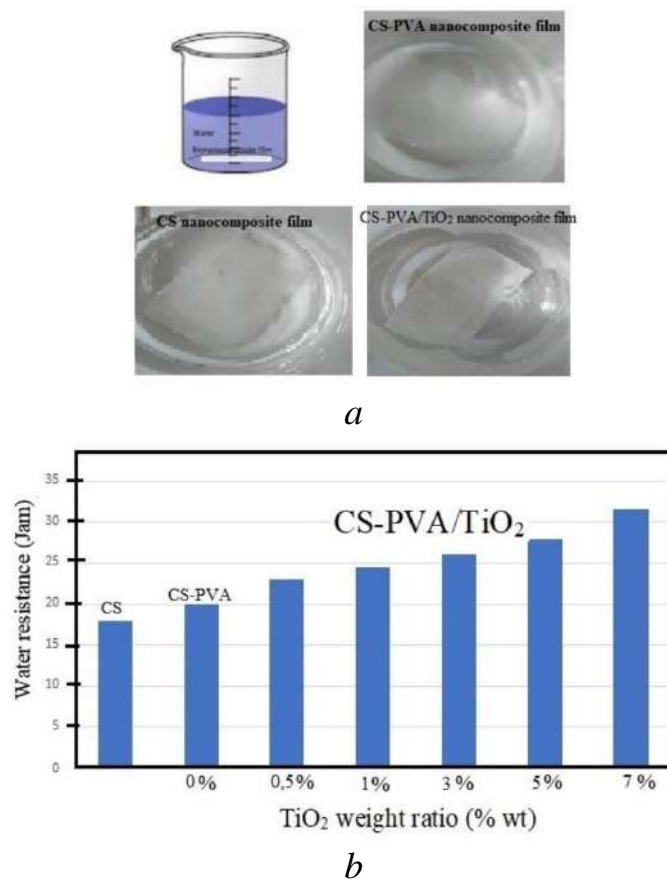 CS-PVA nanocomposite film
Water
CS nanocomposite film
CS-PVA/TiO₂ nanocomposite film
a
Water resistance (Jam)
35
30
25
20
15
10
5
0
CS-PVA/TiO₂
CS
CS-PVA
0% 0,5% 1% 3% 5% 7%
TiO₂ weight ratio (% wt)
b